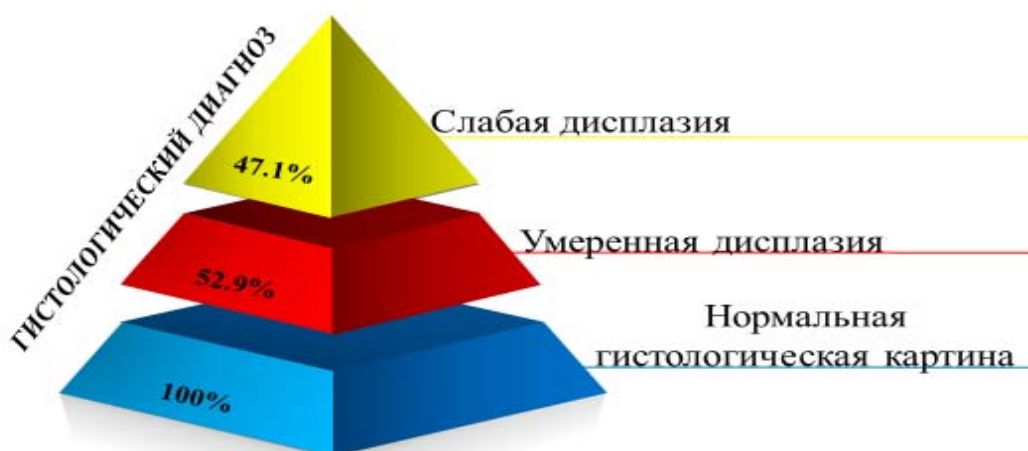 ГИСТОЛОГИЧЕСКИЙ ДИАГНОЗ
Слабая дисплазия
47.1%
Умеренная дисплазия
52.9%
Нормальная
гистологическая картина
100%